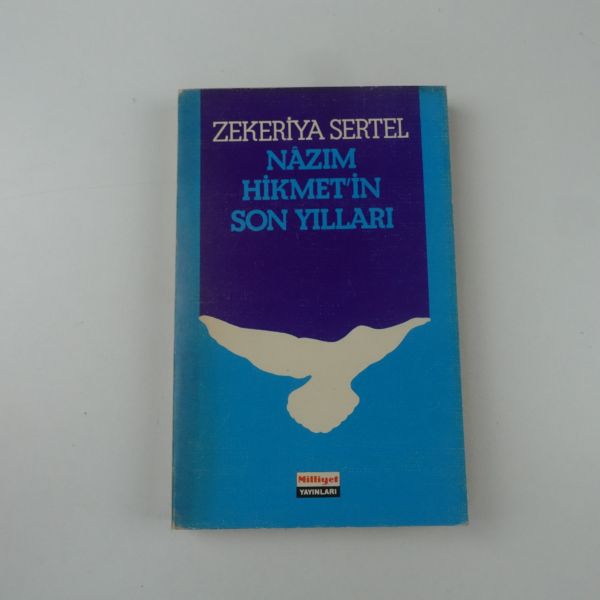 ZEKERİYA SERTEL
NÂZIM
HİKMET'İN
SON YILLARI
Milliyet
YAYINLARI